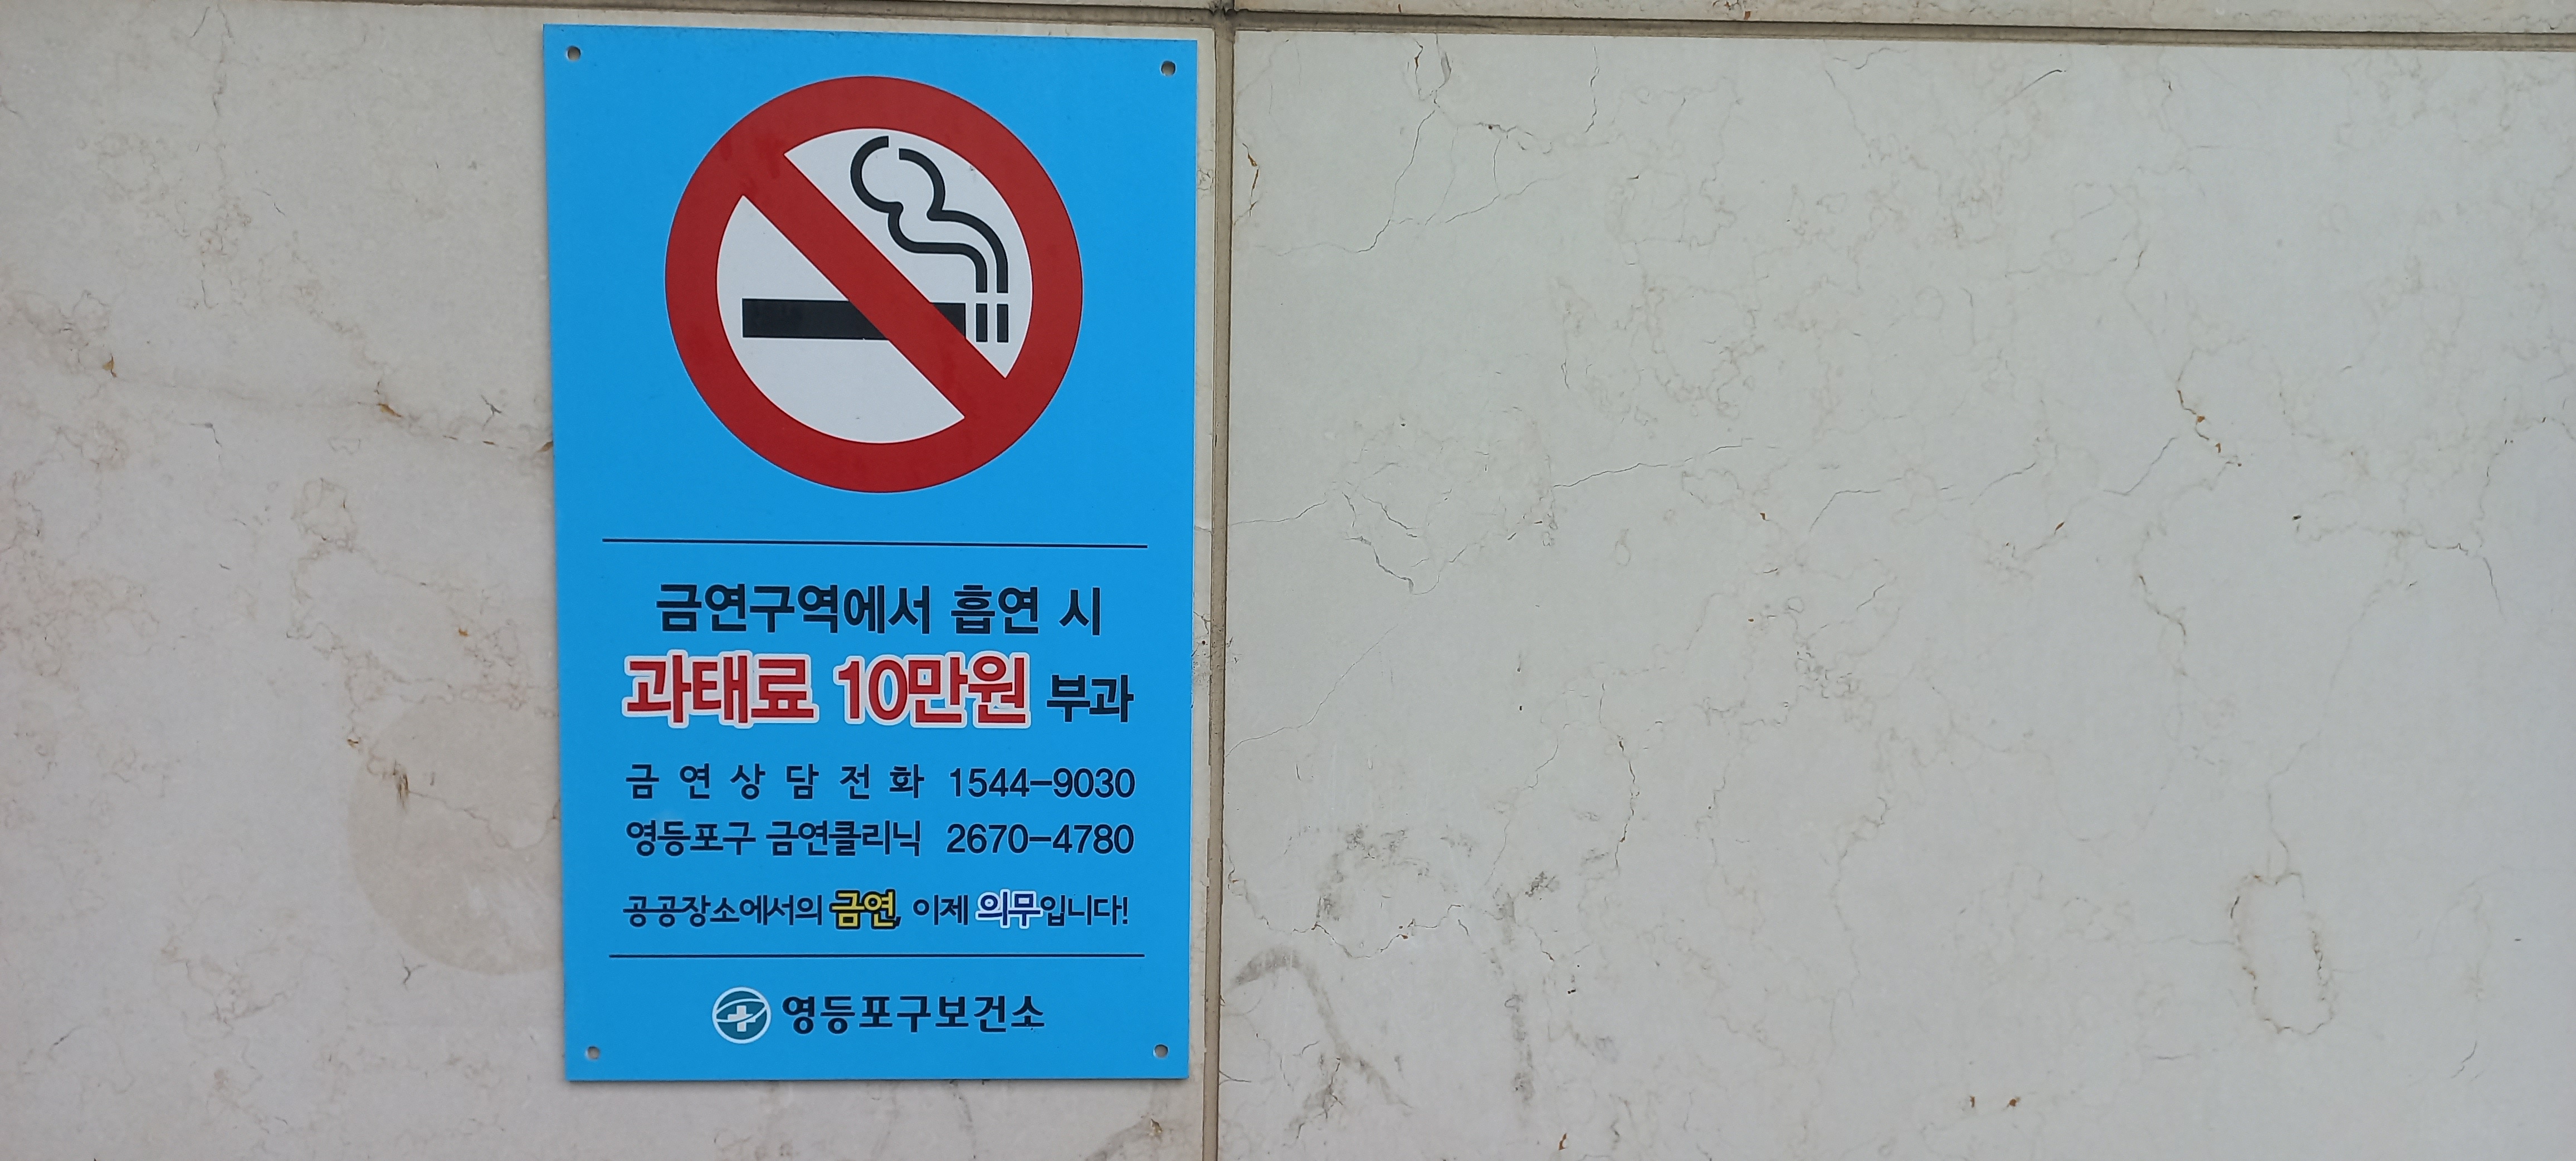 금연구역에서 흡연 시
과태료 10만원 부과
금연상담전화 1544-9030
영등포구 금연클리닉 2670-4780
공공장소에서의 금연, 이제 의무입니다!
영등포구보건소